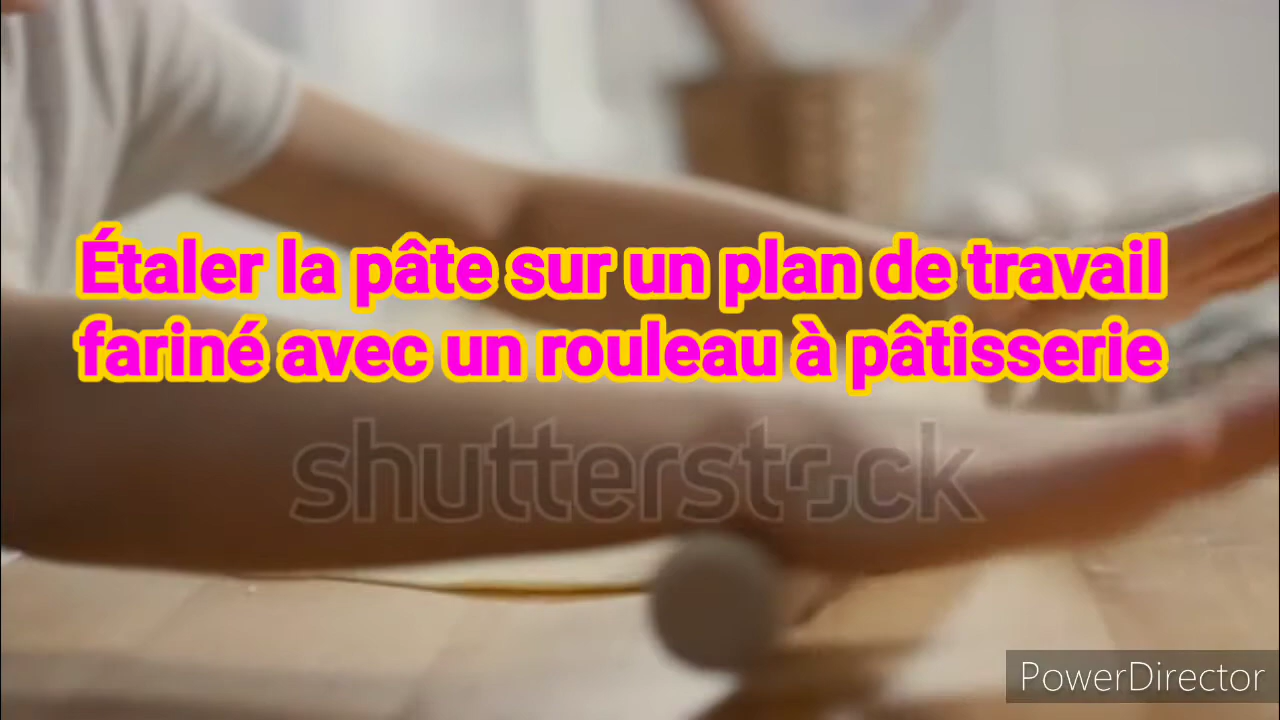 Étaler la pâte sur un plan de travail
fariné avec un rouleau à pâtisserie
shutterstock
PowerDirector